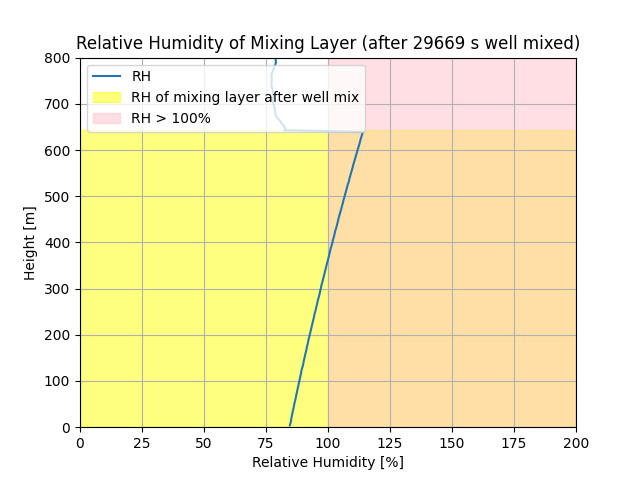 Relative Humidity of Mixing Layer (after 29669 s well mixed)
RH
RH of mixing layer after well mix
RH > 100%
800
700
600
500
400
300
200
100
0
Height [m]
0 25 50 75 100 125 150 175 200
Relative Humidity [%]